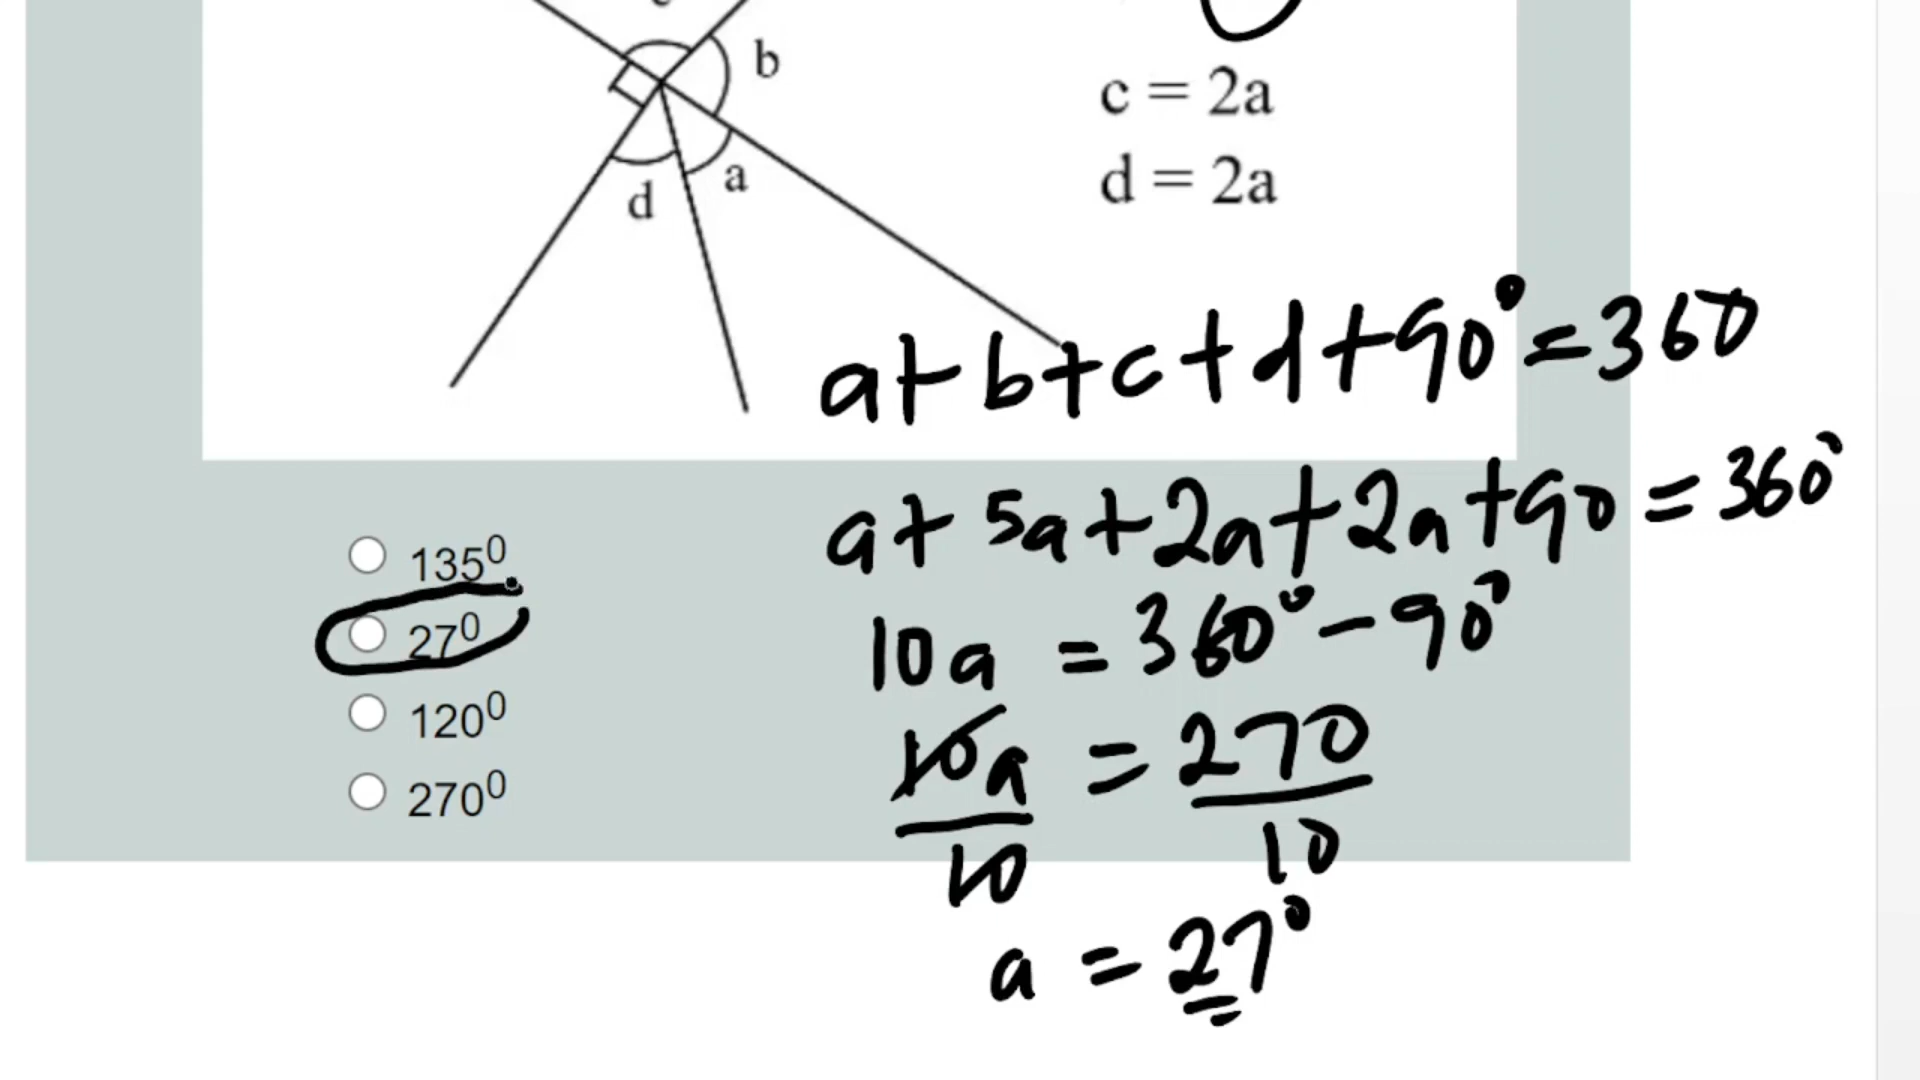 b
c = 2a
d = 2a
a
d
a+b+c+d+90°=360
a+5a+2a+2a+90=360°
10a = 360°-90°
10a = 270
10 10
a = 27°
135⁰
27⁰
120⁰
270⁰